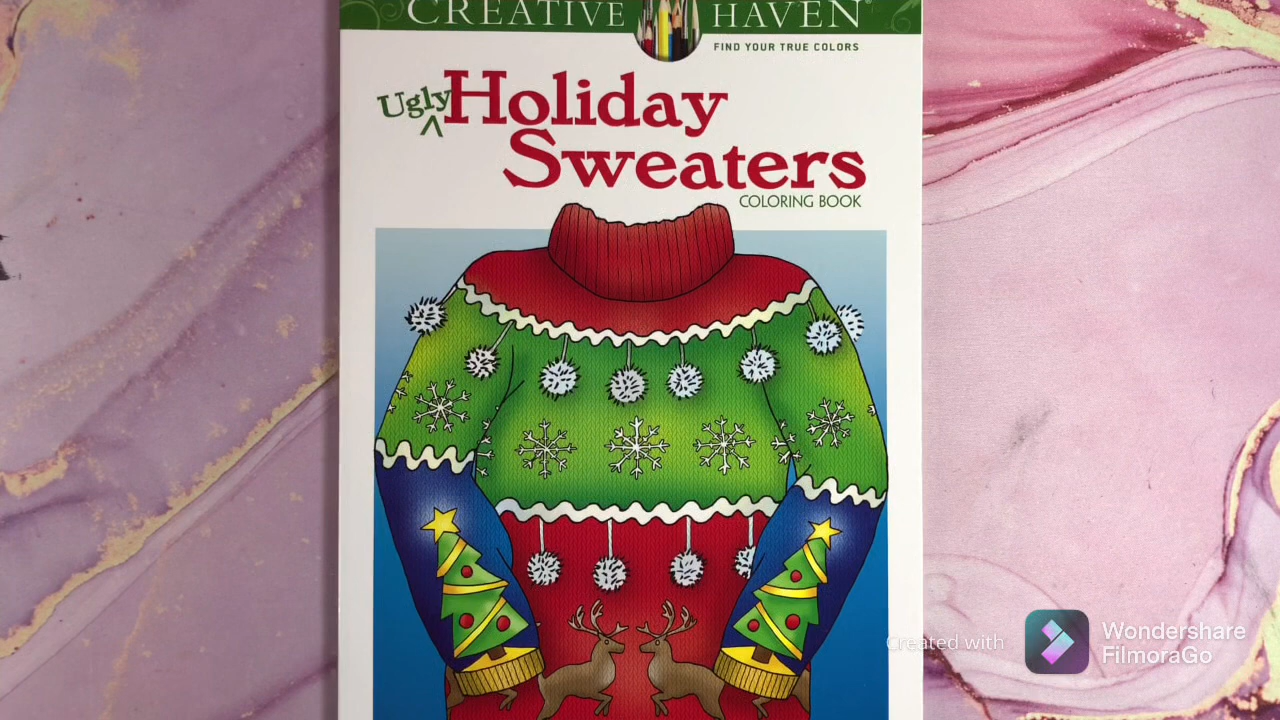 CREATIVE HAVEN®
FIND YOUR TRUE COLORS
Ugly
Holiday
Sweaters
COLORING BOOK
Created with
Wondershare
FilmoraGo